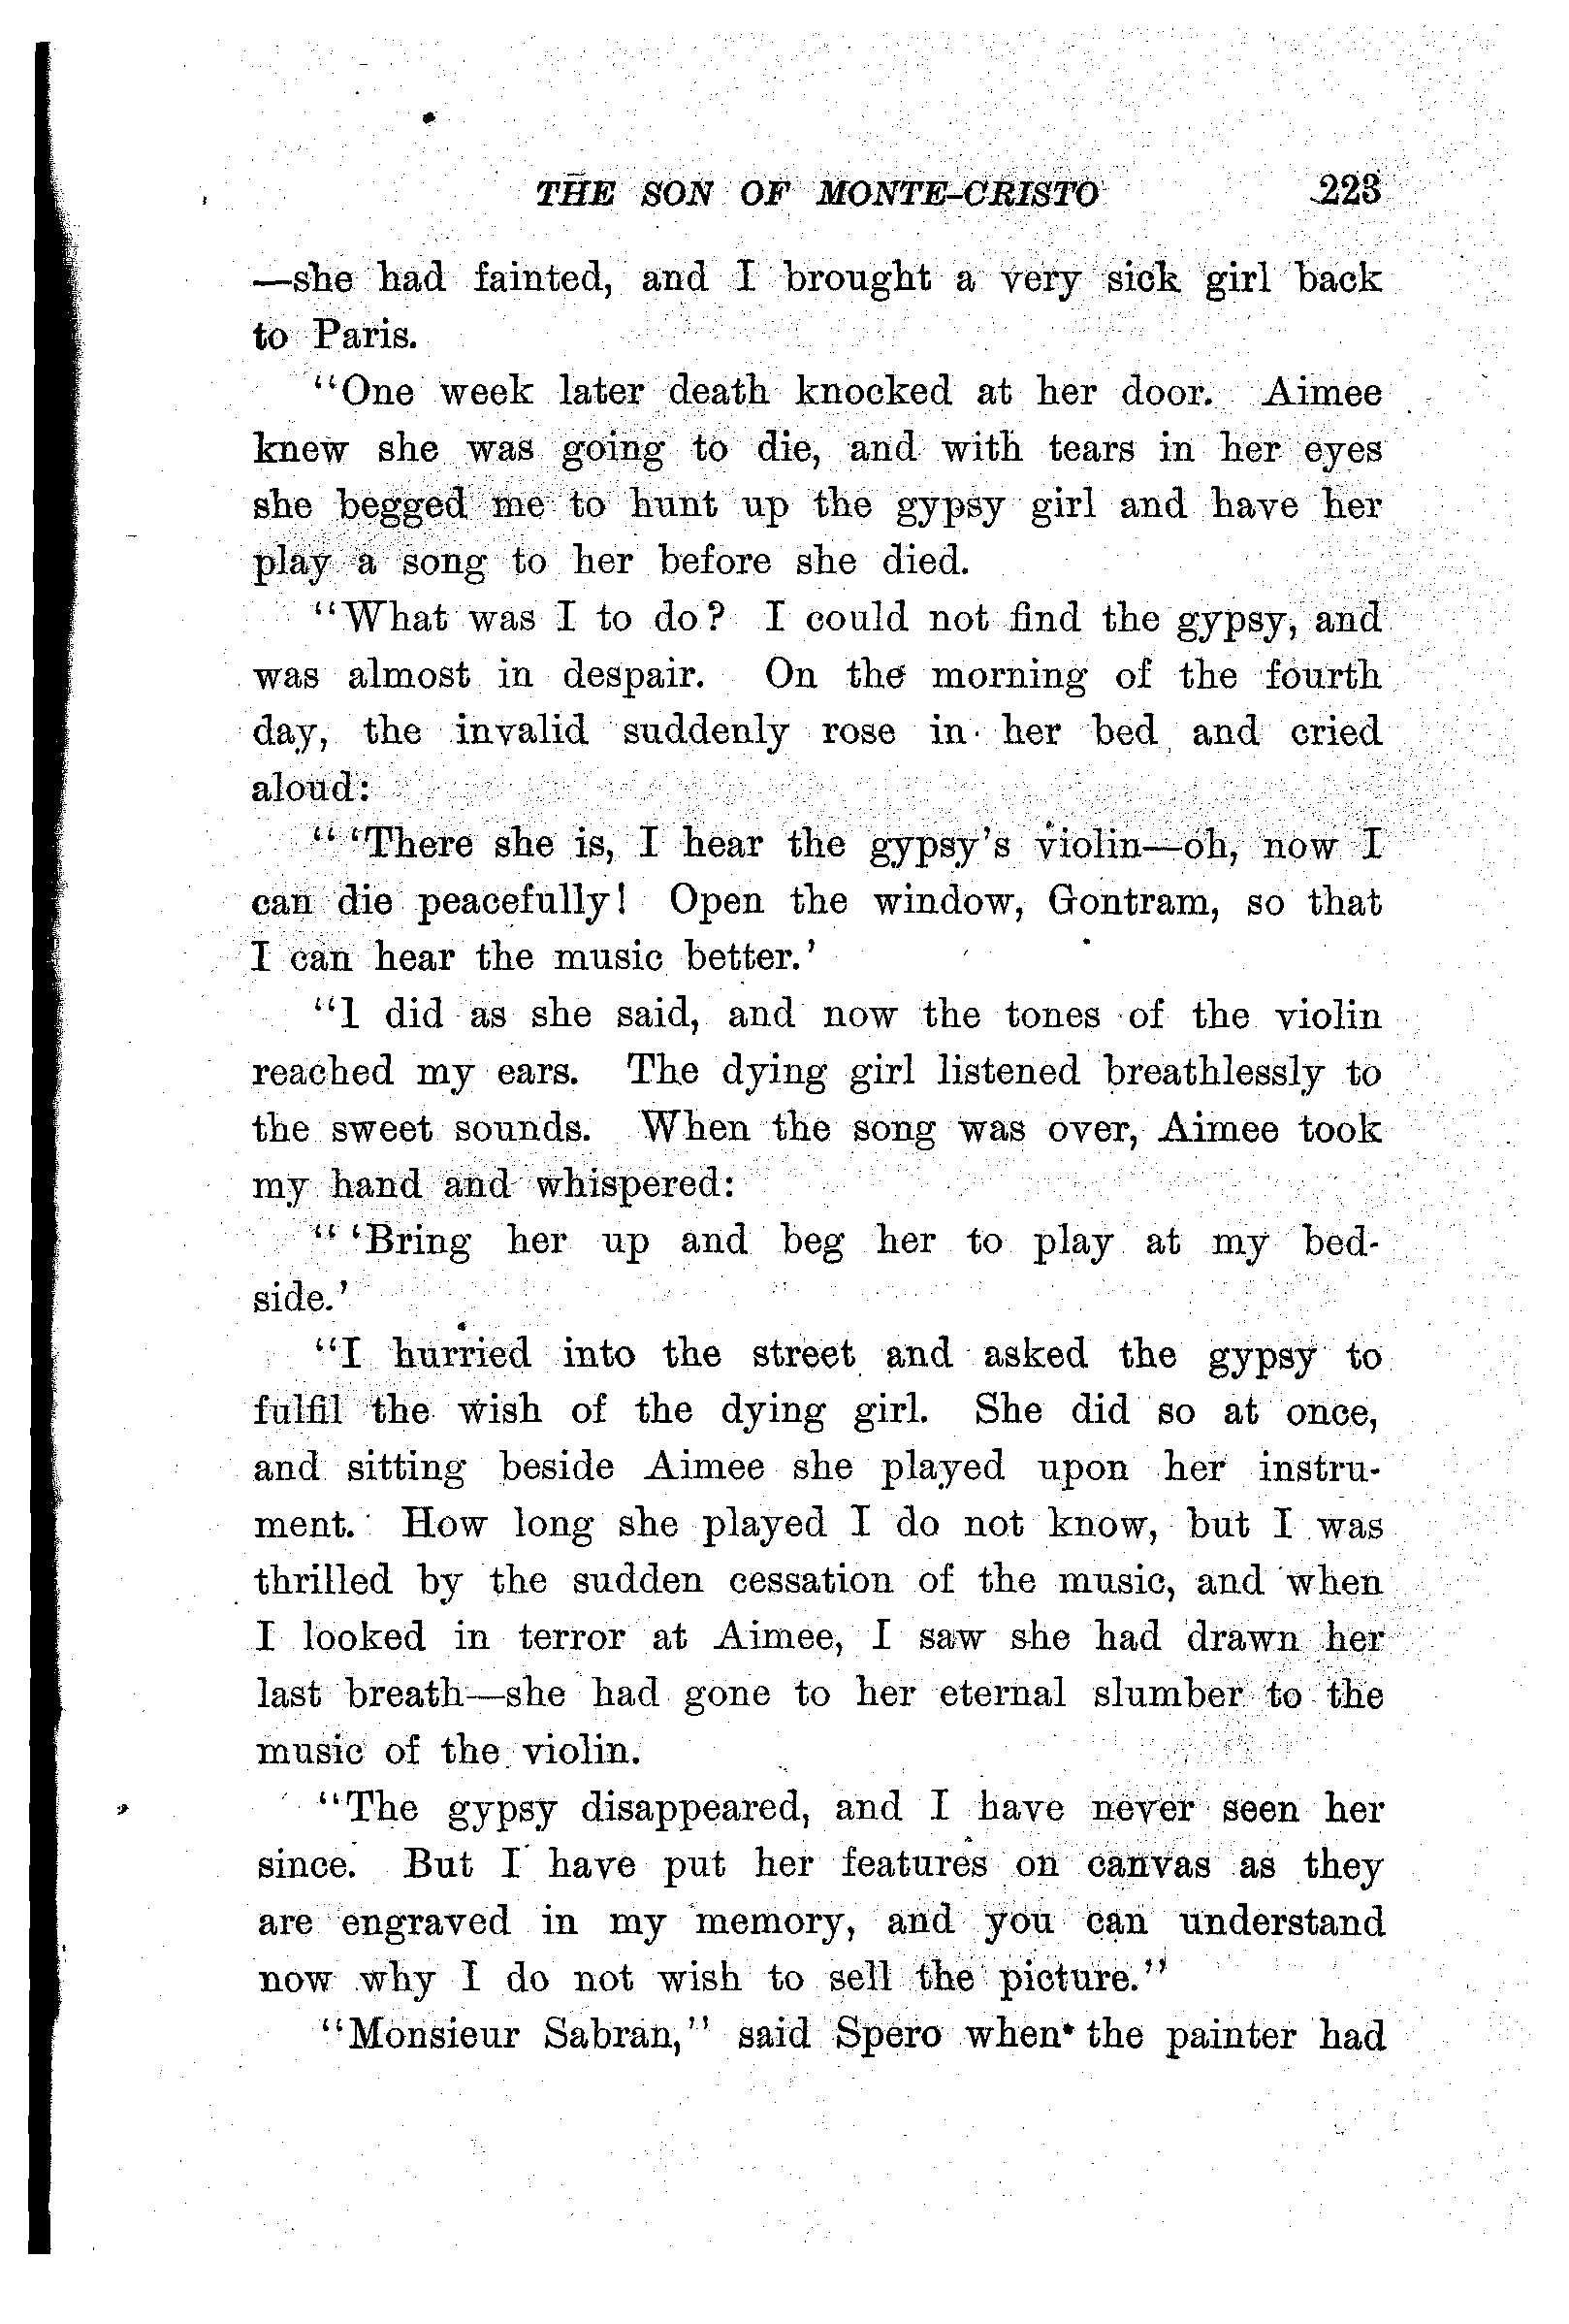 THE SON OF MONTE-CRISTO 223
—she had fainted, and I brought a very sick girl back
to Paris.
"One week later death knocked at her door. Aimee
knew she was going to die, and with tears in her eyes
she begged me to hunt up the gypsy girl and have her
play a song to her before she died.
"What was I to do? I could not find the gypsy, and
was almost in despair. On the morning of the fourth
day, the invalid suddenly rose in her bed and cried
aloud:
"'There she is, I hear the gypsy's violin—oh, now I
can die peacefully! Open the window, Gontram, so that
I can hear the music better.'
"I did as she said, and now the tones of the violin
reached my ears. The dying girl listened breathlessly to
the sweet sounds. When the song was over, Aimee took
my hand and whispered:
"'Bring her up and beg her to play at my bed-
side.'
"I hurried into the street and asked the gypsy to
fulfil the wish of the dying girl. She did so at once,
and sitting beside Aimee she played upon her instru-
ment. How long she played I do not know, but I was
thrilled by the sudden cessation of the music, and when
I looked in terror at Aimee, I saw she had drawn her
last breath—she had gone to her eternal slumber to the
music of the violin.
"The gypsy disappeared, and I have never seen her
since. But I have put her features on canvas as they
are engraved in my memory, and you can understand
now why I do not wish to sell the picture."
"Monsieur Sabran," said Spero when the painter had